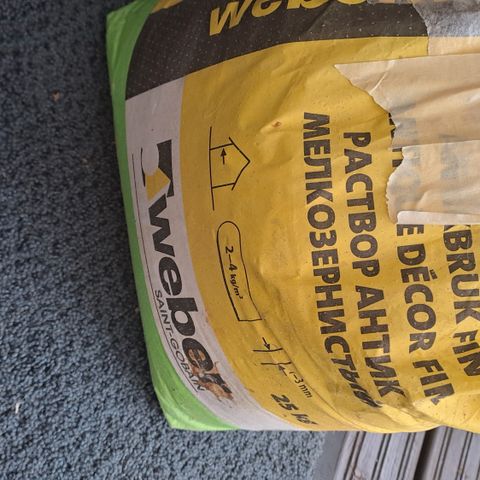 weber
BRUK FIN
E DÉCOR FIN
РАСТВОР АНТИК
МЕЛКОЗЕРНИСТЫЙ
2-4 kg/m²
1-3 mm
25 kg
weber
SAINT-GOBAIN